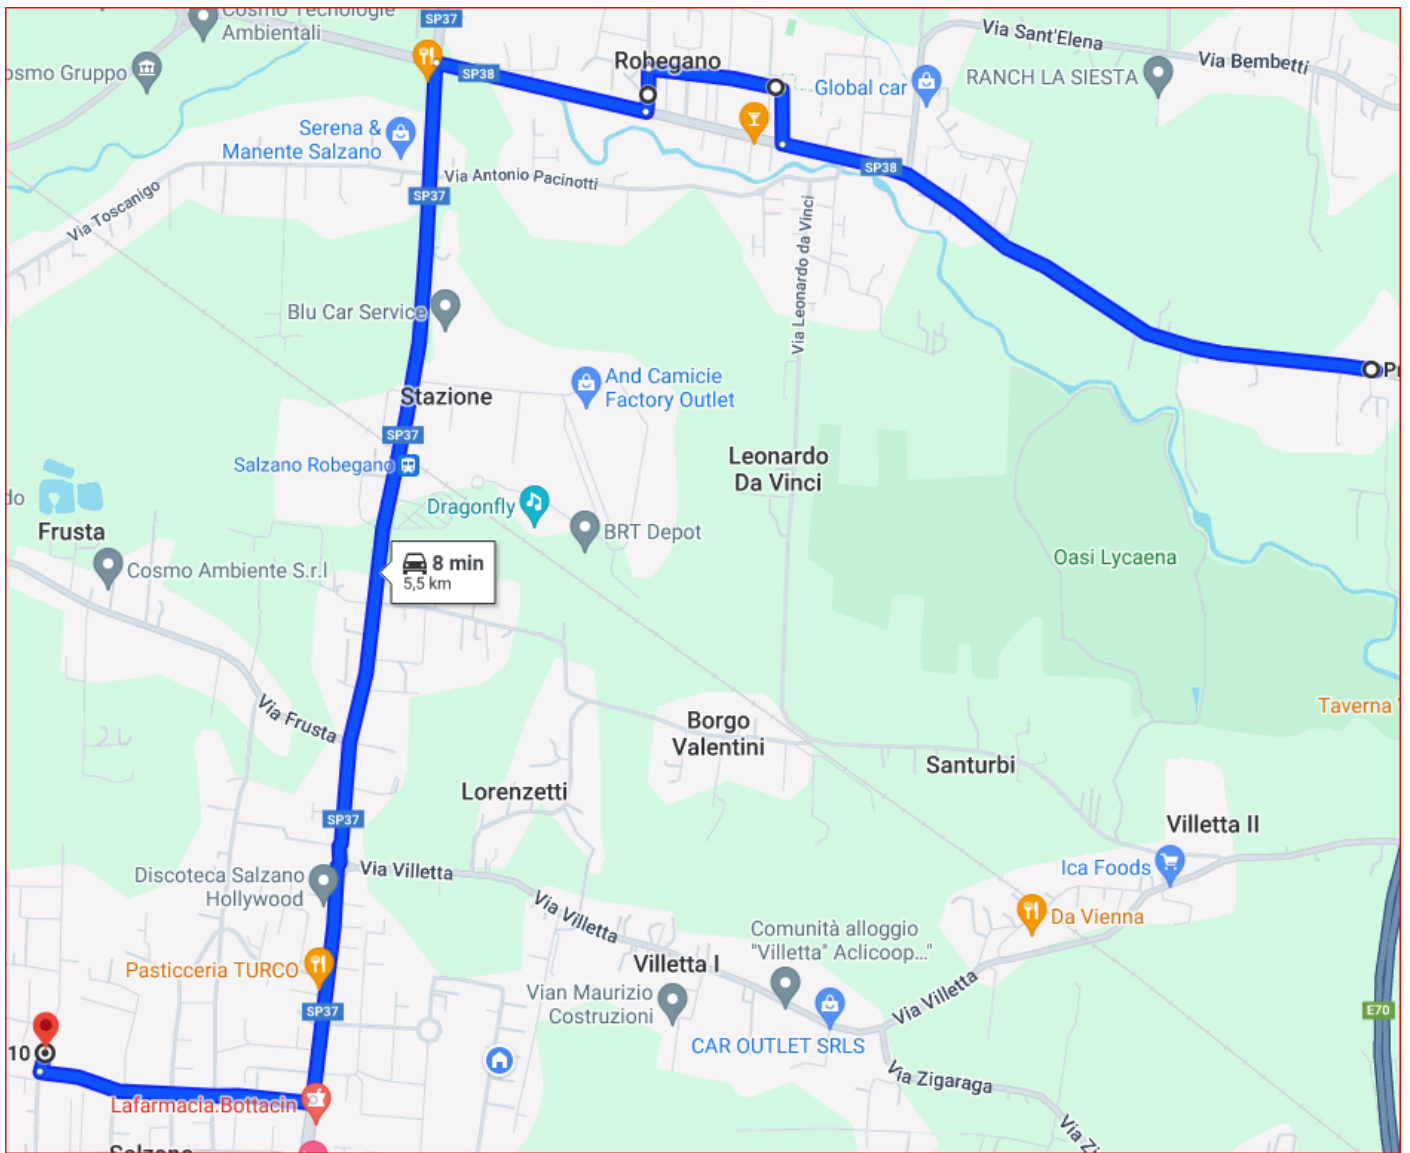 SP37
Cosmo Tecnologie
Ambientali
Via Sant'Elena
Via Bembetti
Robegano
osmo Gruppo
SP38
RANCH LA SIESTA
Global car
Serena &
Manente Salzano
SP38
Via Antonio Pacinotti
SP37
Via Toscanigo
Via Leonardo da Vinci
Blu Car Service
And Camicie
Factory Outlet
Stazione
SP37
Salzano Robegano
Leonardo
Da Vinci
do
Dragonfly
Frusta
BRT Depot
Oasi Lycaena
Cosmo Ambiente S.r.l
8 min
5,5 km
Via Frusta
Taverna
Borgo
Valentini
Santurbi
Lorenzetti
SP37
Villetta II
Via Villetta
Ica Foods
Discoteca Salzano
Hollywood
Via Villetta
Da Vienna
Comunità alloggio
"Villetta" Aclicoop..."
Pasticceria TURCO
Villetta I
Vian Maurizio
Costruzioni
Via Villetta
SP37
E70
CAR OUTLET SRLS
10
Via Zigaraga
Lafarmacia.Bottacin
Via Zi
Salzano